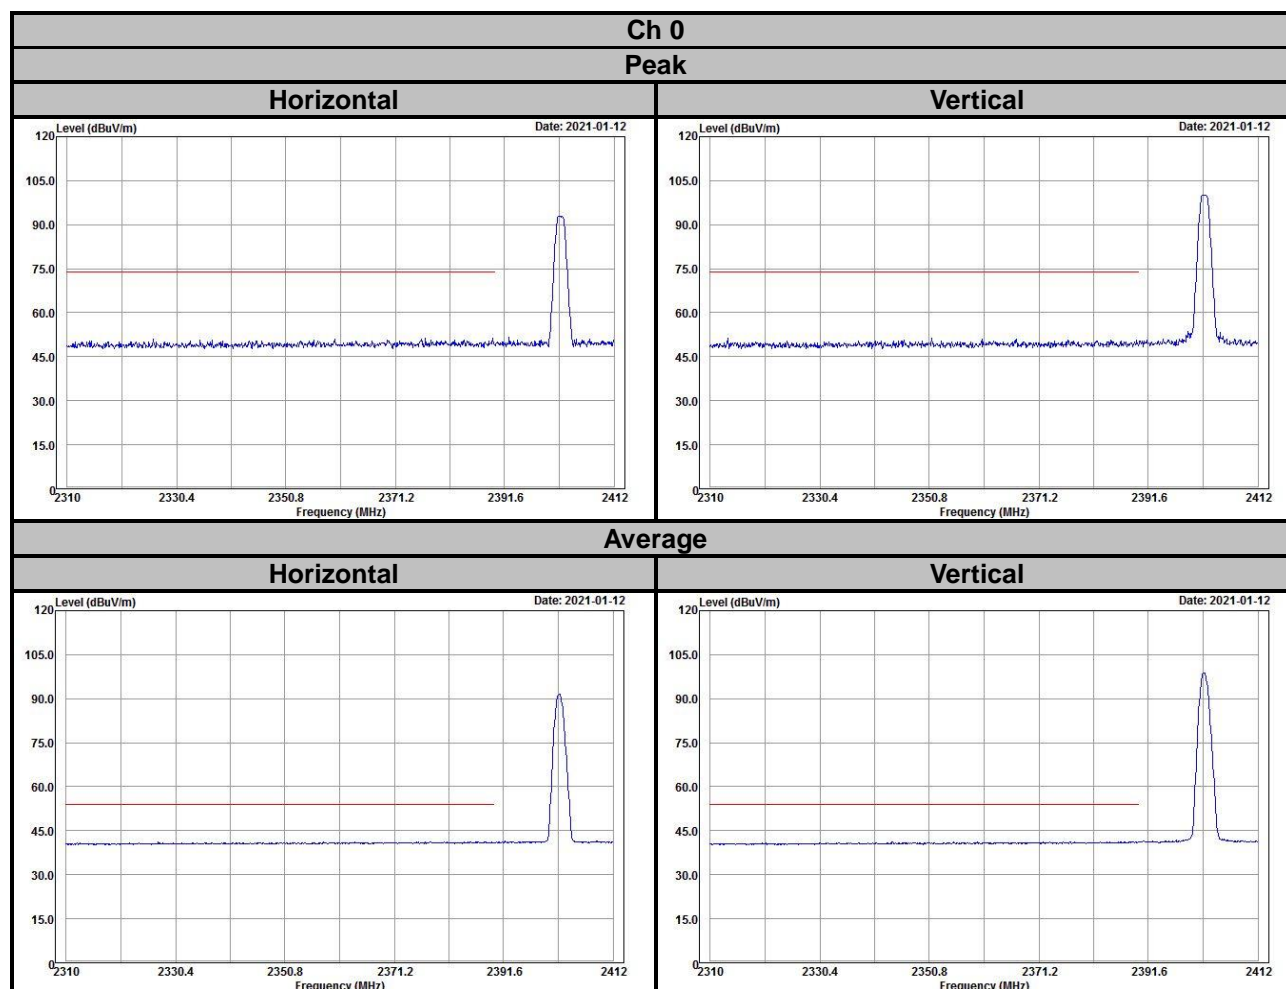 Ch 0
Peak
Horizontal Vertical
Level (dBuV/m) Date: 2021-01-12 Level (dBuV/m) Date: 2021-01-12
120 120
105.0 105.0
90.0 90.0
75.0 75.0
60.0 60.0
45.0 45.0
30.0 30.0
15.0 15.0
0 0
2310 2330.4 2350.8 2371.2 2391.6 2412 2310 2330.4 2350.8 2371.2 2391.6 2412
Frequency (MHz) Frequency (MHz)
Average
Horizontal Vertical
Level (dBuV/m) Date: 2021-01-12 Level (dBuV/m) Date: 2021-01-12
120 120
105.0 105.0
90.0 90.0
75.0 75.0
60.0 60.0
45.0 45.0
30.0 30.0
15.0 15.0
0 0
2310 2330.4 2350.8 2371.2 2391.6 2412 2310 2330.4 2350.8 2371.2 2391.6 2412
Frequency (MHz) Frequency (MHz)